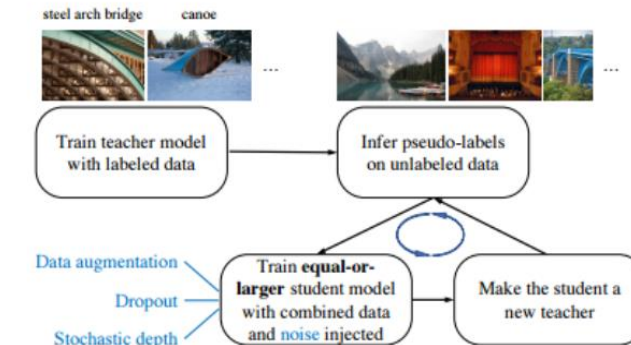 steel arch bridge
canoe
...
...
Train teacher model
with labeled data
Infer pseudo-labels
on unlabeled data
Data augmentation
Dropout
Stochastic depth
Train equal-or-
larger student model
with combined data
and noise injected
Make the student a
new teacher